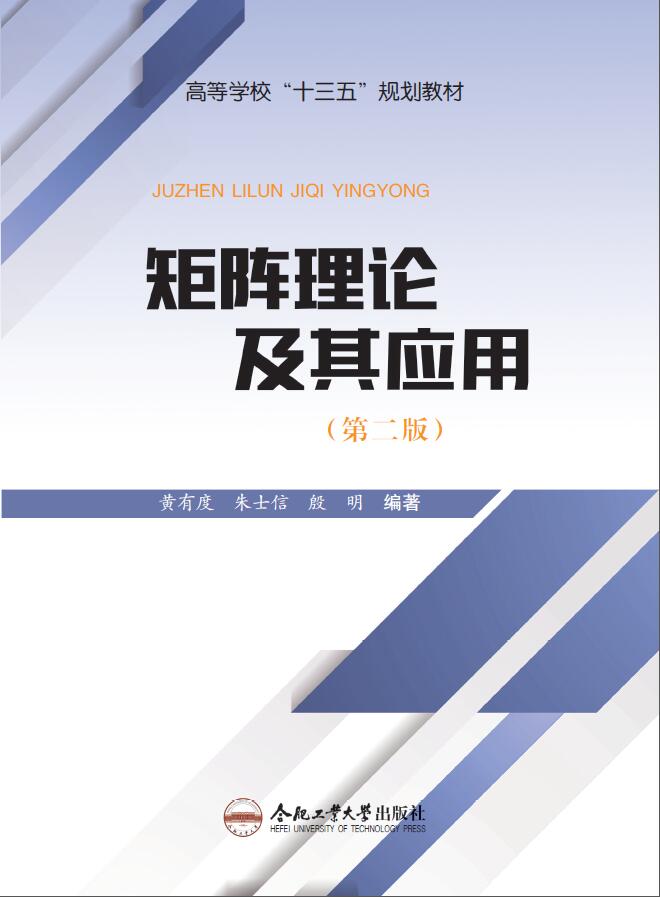 高等学校“十三五”规划教材
JUZHEN LILUN JIQI YINGYONG
矩阵理论
及其应用
（第二版）
黄有度 朱士信 殷 明 编著
合肥工业大学出版社
HEFEI UNIVERSITY OF TECHNOLOGY PRESS